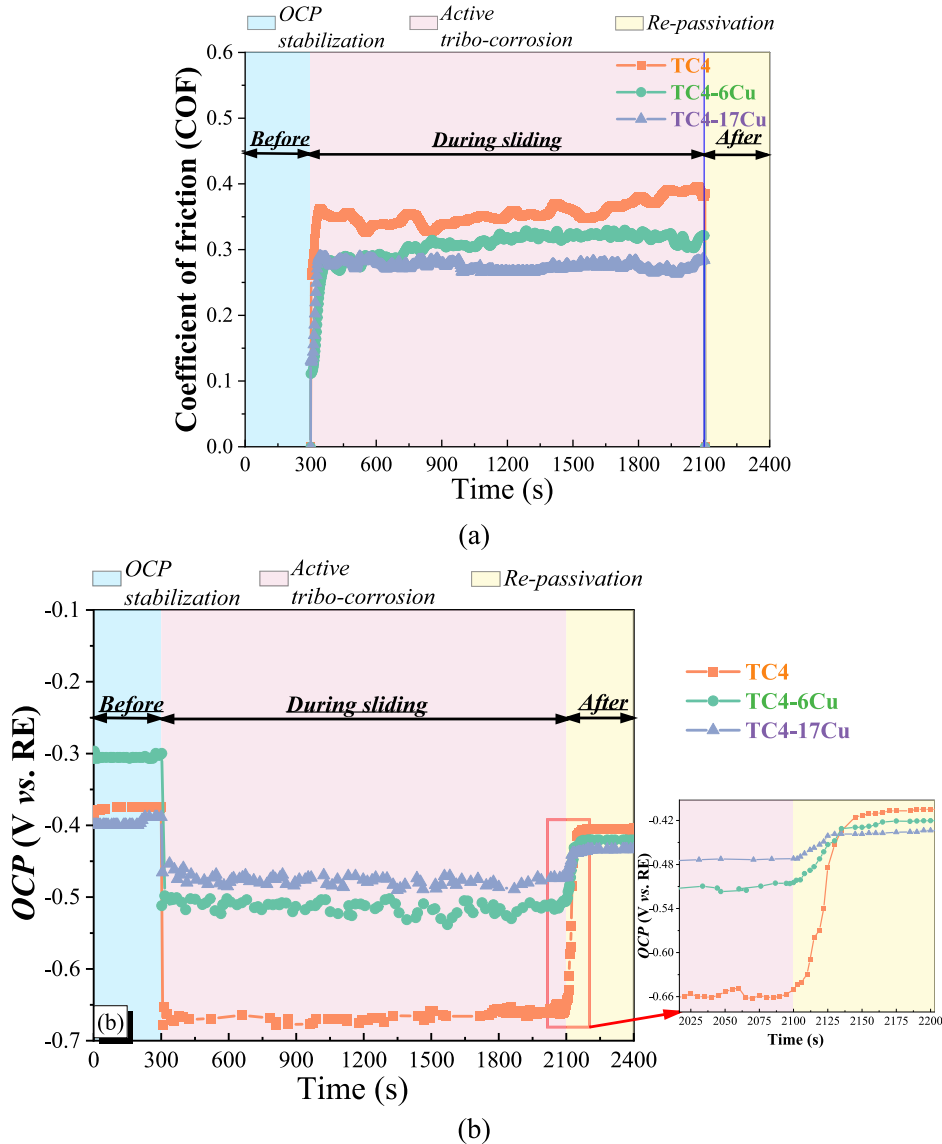 OCP
stabilization
Active
tribo-corrosion
Re-passivation
TC4
TC4-6Cu
TC4-17Cu
Before
During sliding
After
Coefficient of friction (COF)
0.6
0.5
0.4
0.3
0.2
0.1
0.0
0 300 600 900 1200 1500 1800 2100 2400
Time (s)
(a)
OCP
stabilization
Active
tribo-corrosion
Re-passivation
Before
During sliding
After
OCP (V vs. RE)
-0.1
-0.2
-0.3
-0.4
-0.5
-0.6
-0.7
(b)
0 300 600 900 1200 1500 1800 2100 2400
Time (s)
TC4
TC4-6Cu
TC4-17Cu
OCP (V vs. RE)
-0.42
-0.48
-0.54
-0.60
-0.66
2025 2050 2075 2100 2125 2150 2175 2200
Time (s)
(b)